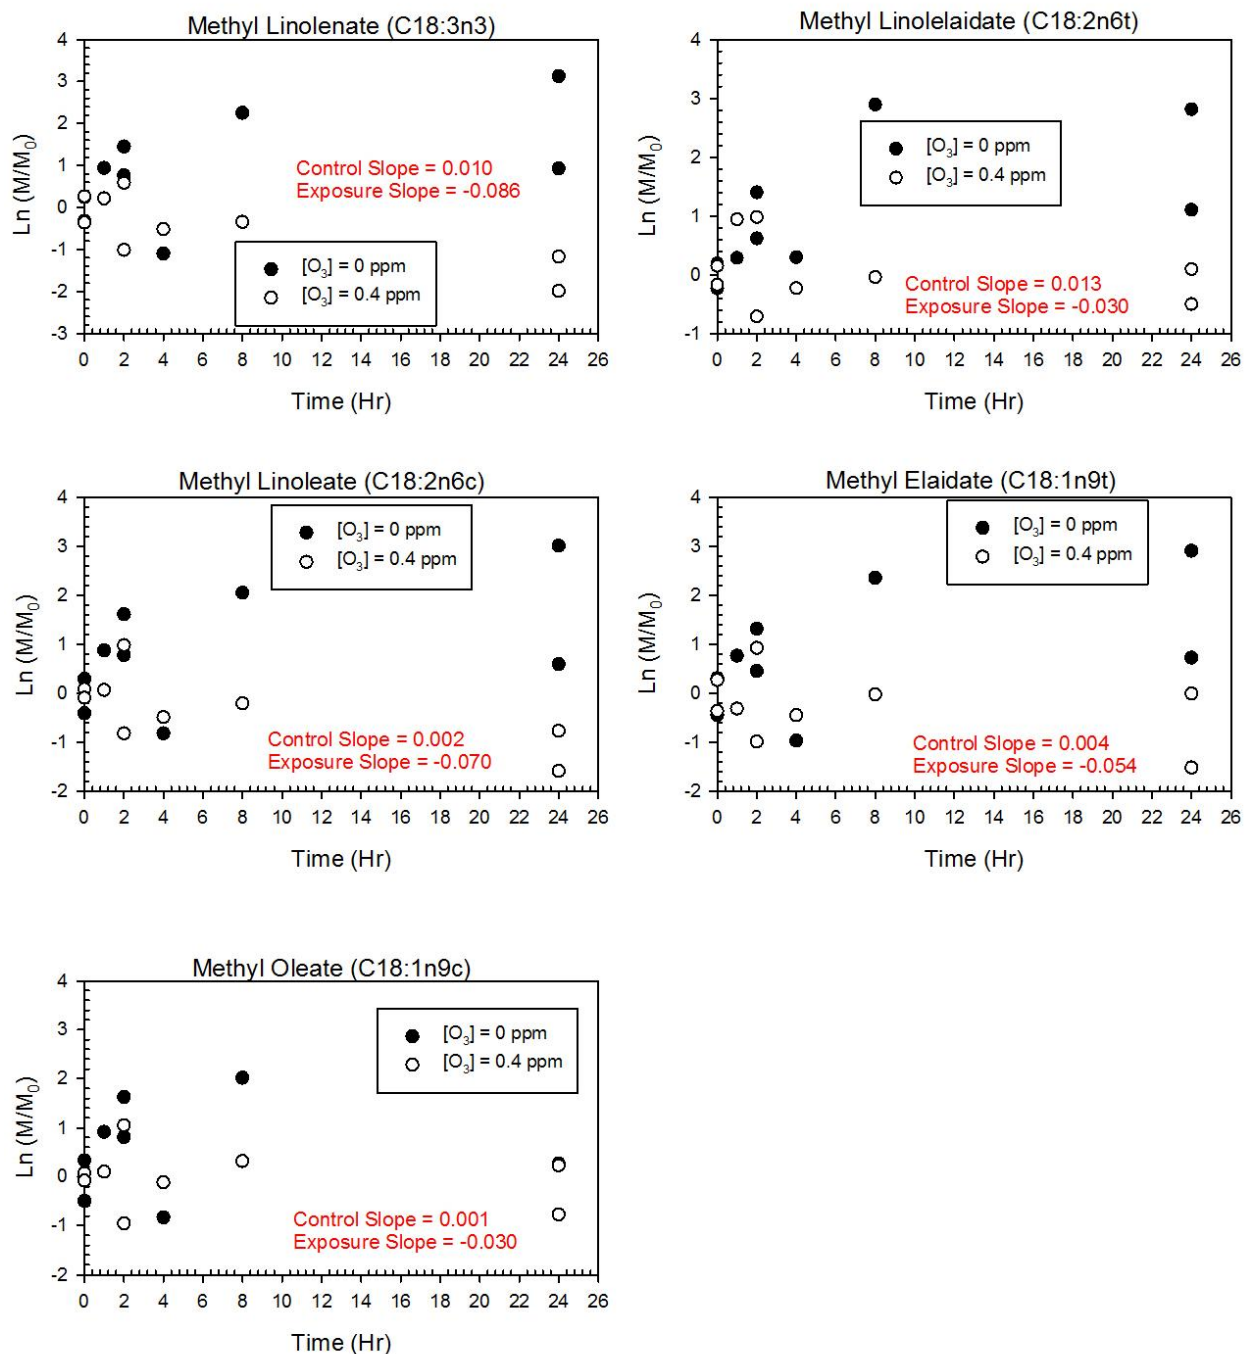 Methyl Linolenate (C18:3n3)
Ln (M/M₀)
4
3
2
1
0
-1
-2
-3
Control Slope = 0.010
Exposure Slope = -0.086
[O₃] = 0 ppm
[O₃] = 0.4 ppm
0 2 4 6 8 10 12 14 16 18 20 22 24 26
Time (Hr)
Methyl Linolelaidate (C18:2n6t)
Ln (M/M₀)
4
3
2
1
0
-1
[O₃] = 0 ppm
[O₃] = 0.4 ppm
Control Slope = 0.013
Exposure Slope = -0.030
0 2 4 6 8 10 12 14 16 18 20 22 24 26
Time (Hr)
Methyl Linoleate (C18:2n6c)
Ln (M/M₀)
4
3
2
1
0
-1
-2
[O₃] = 0 ppm
[O₃] = 0.4 ppm
Control Slope = 0.002
Exposure Slope = -0.070
0 2 4 6 8 10 12 14 16 18 20 22 24 26
Time (Hr)
Methyl Elaidate (C18:1n9t)
Ln (M/M₀)
4
3
2
1
0
-1
-2
[O₃] = 0 ppm
[O₃] = 0.4 ppm
Control Slope = 0.004
Exposure Slope = -0.054
0 2 4 6 8 10 12 14 16 18 20 22 24 26
Time (Hr)
Methyl Oleate (C18:1n9c)
Ln (M/M₀)
4
3
2
1
0
-1
-2
[O₃] = 0 ppm
[O₃] = 0.4 ppm
Control Slope = 0.001
Exposure Slope = -0.030
0 2 4 6 8 10 12 14 16 18 20 22 24 26
Time (Hr)